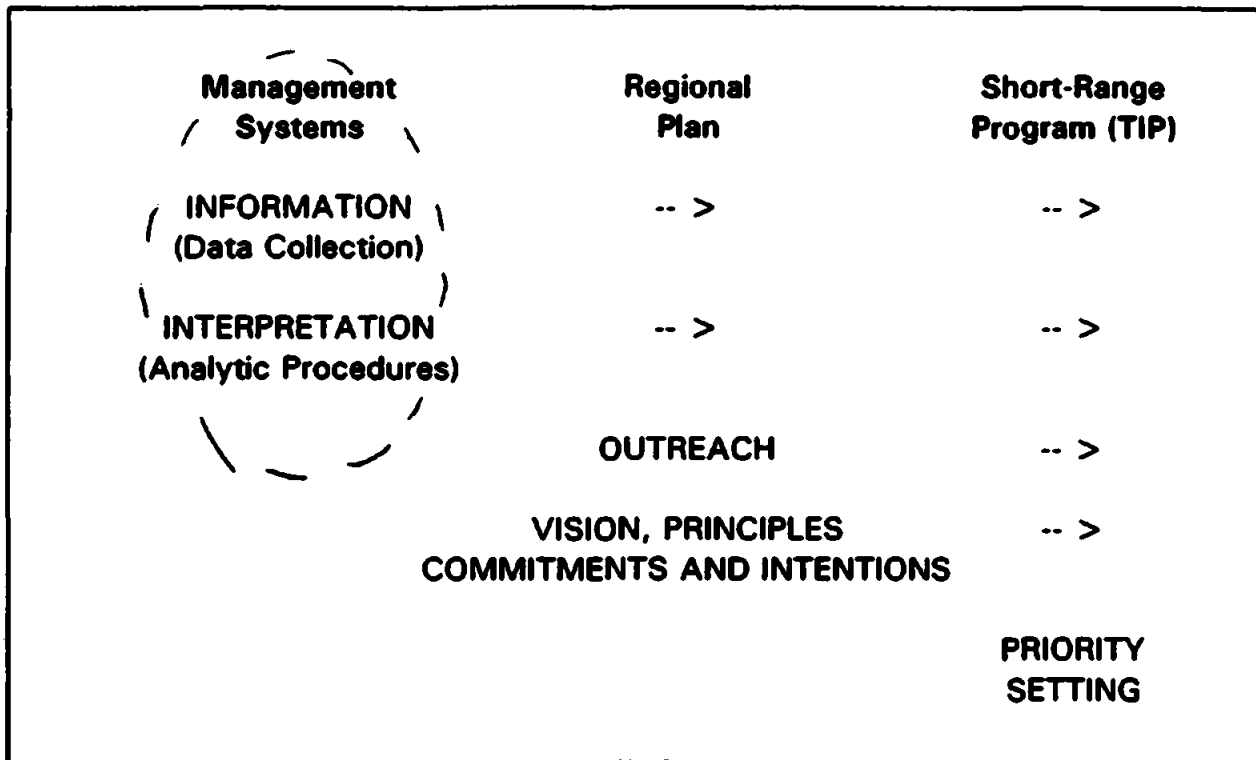 Management Regional Short-Range
Systems Plan Program (TIP)
INFORMATION -- > -- >
(Data Collection)
INTERPRETATION -- > -- >
(Analytic Procedures)
OUTREACH -- >
VISION, PRINCIPLES -- >
COMMITMENTS AND INTENTIONS
PRIORITY
SETTING